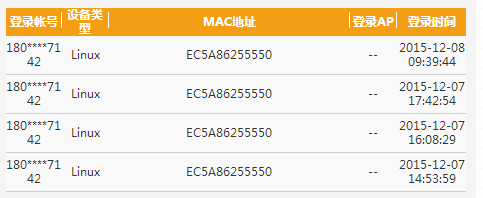 登录帐号 设备类型 MAC地址 登录AP 登录时间
180****7142 Linux EC5A86255550 -- 2015-12-08 09:39:44
180****7142 Linux EC5A86255550 -- 2015-12-07 17:42:54
180****7142 Linux EC5A86255550 -- 2015-12-07 16:08:29
180****7142 Linux EC5A86255550 -- 2015-12-07 14:53:59